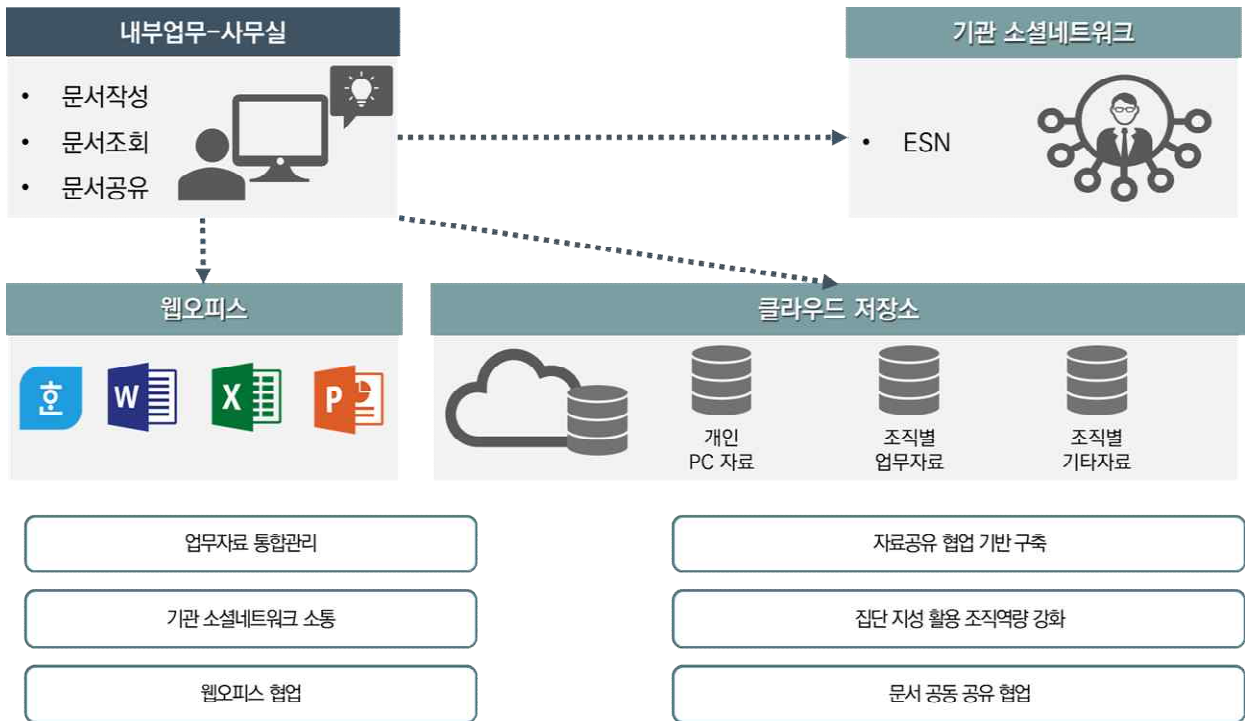 내부업무-사무실
• 문서작성
• 문서조회
• 문서공유
기관 소셜네트워크
• ESN
웹오피스
호
W
X
P
클라우드 저장소
개인
PC 자료
조직별
업무자료
조직별
기타자료
업무자료 통합관리
자료공유 협업 기반 구축
기관 소셜네트워크 소통
집단 지성 활용 조직역량 강화
웹오피스 협업
문서 공동 공유 협업